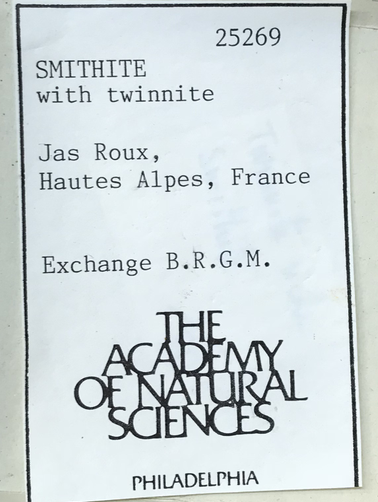 25269
SMITHITE
with twinnite
Jas Roux,
Hautes Alpes, France
Exchange B.R.G.M.
THE
ACADEMY
OF NATURAL
SCIENCES
PHILADELPHIA